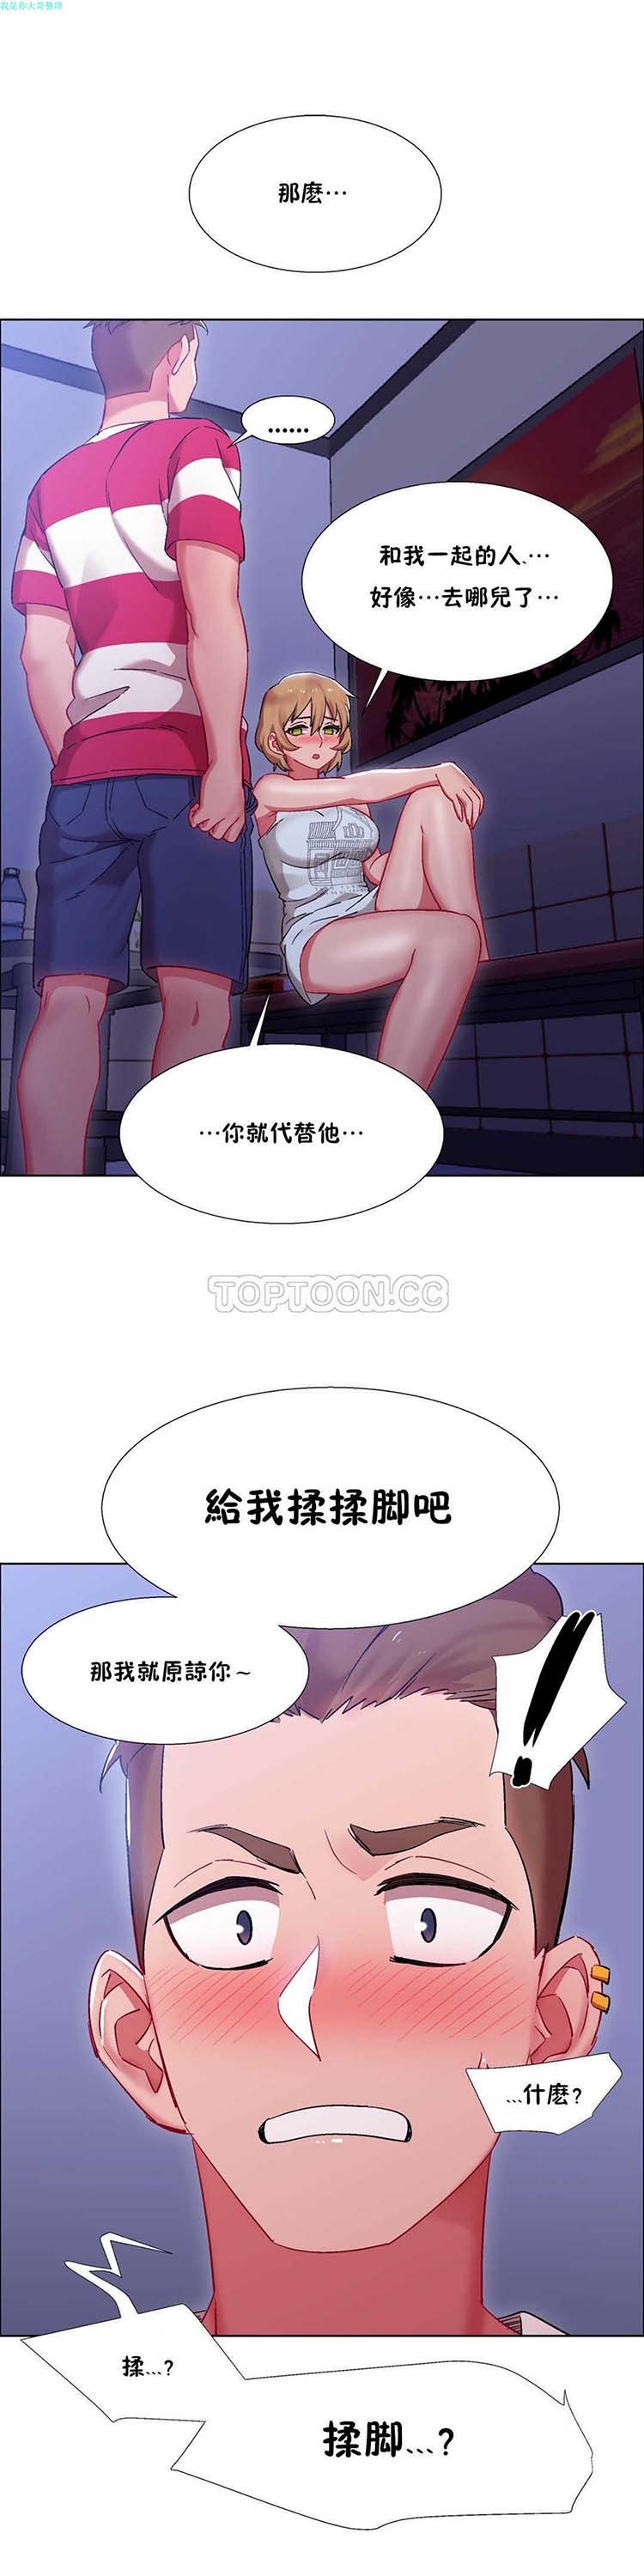 我是你大哥整理
那麽…
......
和我一起的人、…
好像…去哪兒了…
…你就代替他…
TOPTOON.CC
給我揉揉脚吧
那我就原諒你~
!
...什麽?
揉...?
揉脚...?